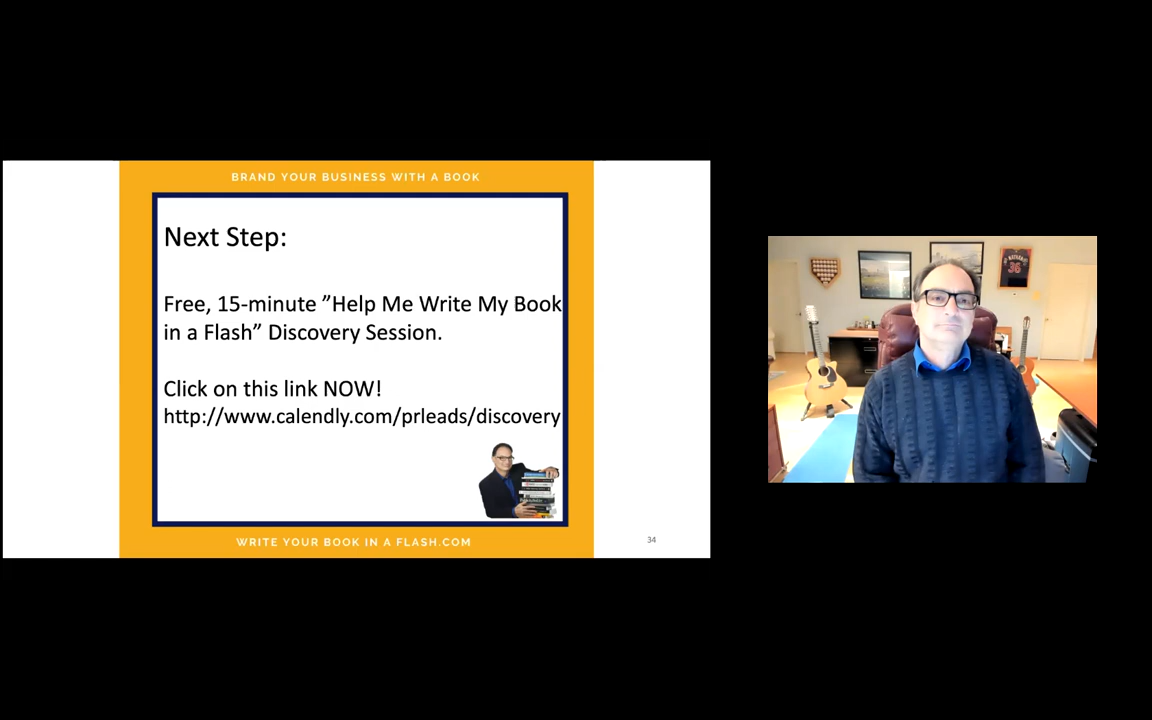 BRAND YOUR BUSINESS WITH A BOOK
Next Step:
Free, 15-minute ”Help Me Write My Book
in a Flash” Discovery Session.
Click on this link NOW!
http://www.calendly.com/prleads/discovery
WRITE YOUR BOOK IN A FLASH.COM
34
36